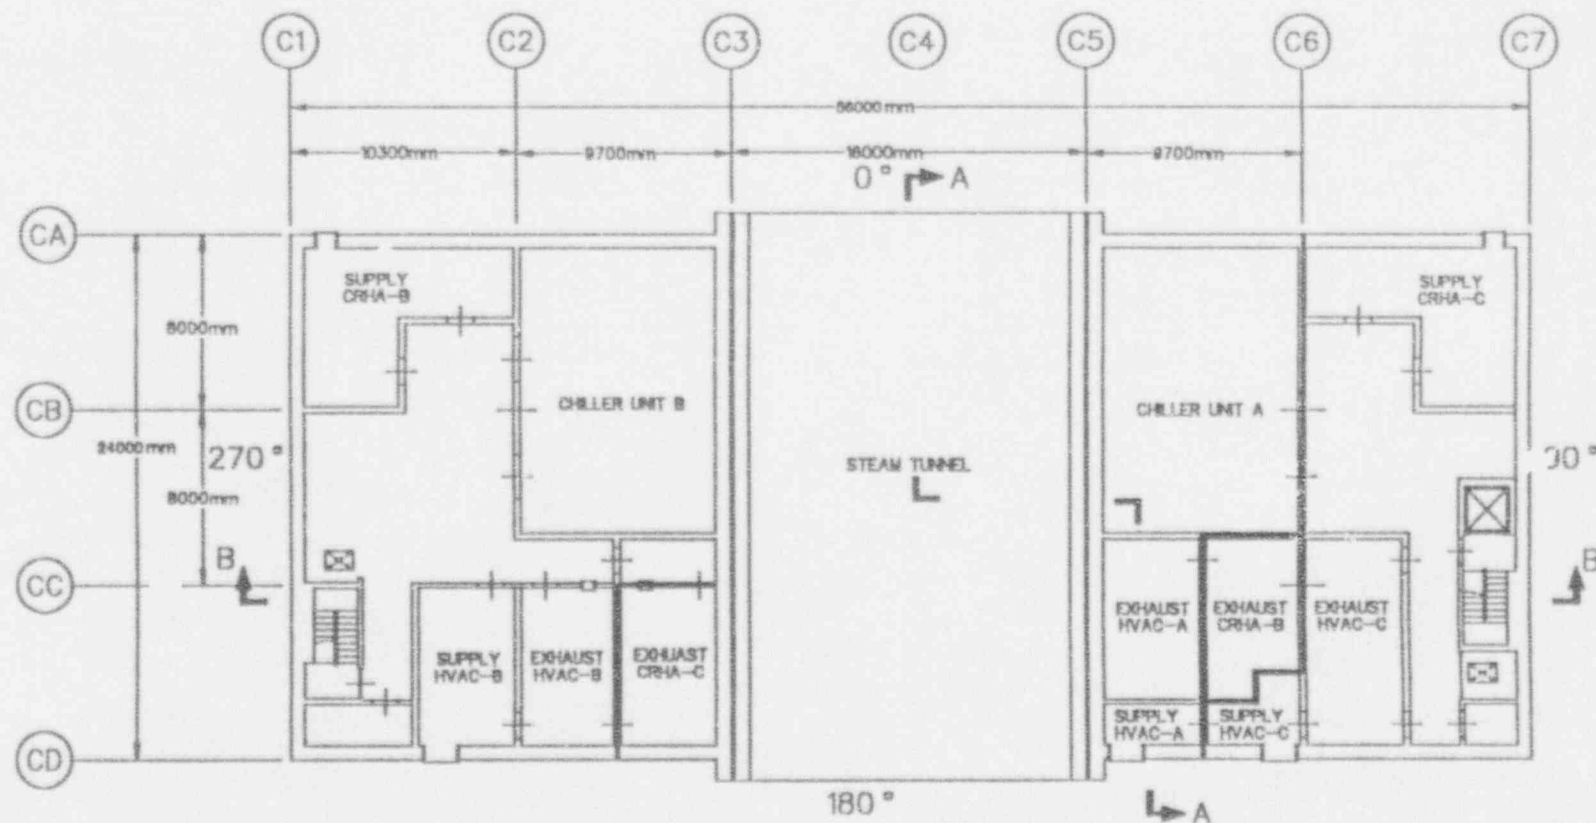 C1 C2 C3 C4 C5 C6 C7
56000mm
10300mm 9700mm 16000mm 9700mm
0° A
CA
SUPPLY
CRHA-B
SUPPLY
CRHA-C
8000mm
CHILLER UNIT B
CHILLER UNIT A
CB
24000mm
270°
STEAM TUNNEL
8000mm
B
CC
B
EXHAUST
HVAC-A
EXHAUST
CRHA-B
EXHAUST
HVAC-C
SUPPLY
HVAC-B
EXHAUST
HVAC-B
EXHUAST
CRHA-C
SUPPLY
HVAC-A
SUPPLY
HVAC-C
CD
180°
A